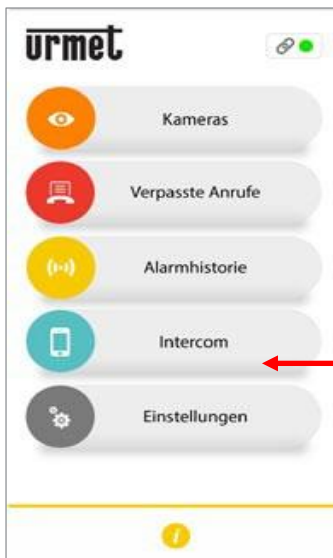 urmet
Kameras
Verpasste Anrufe
Alarmhistorie
Intercom
Einstellungen
i